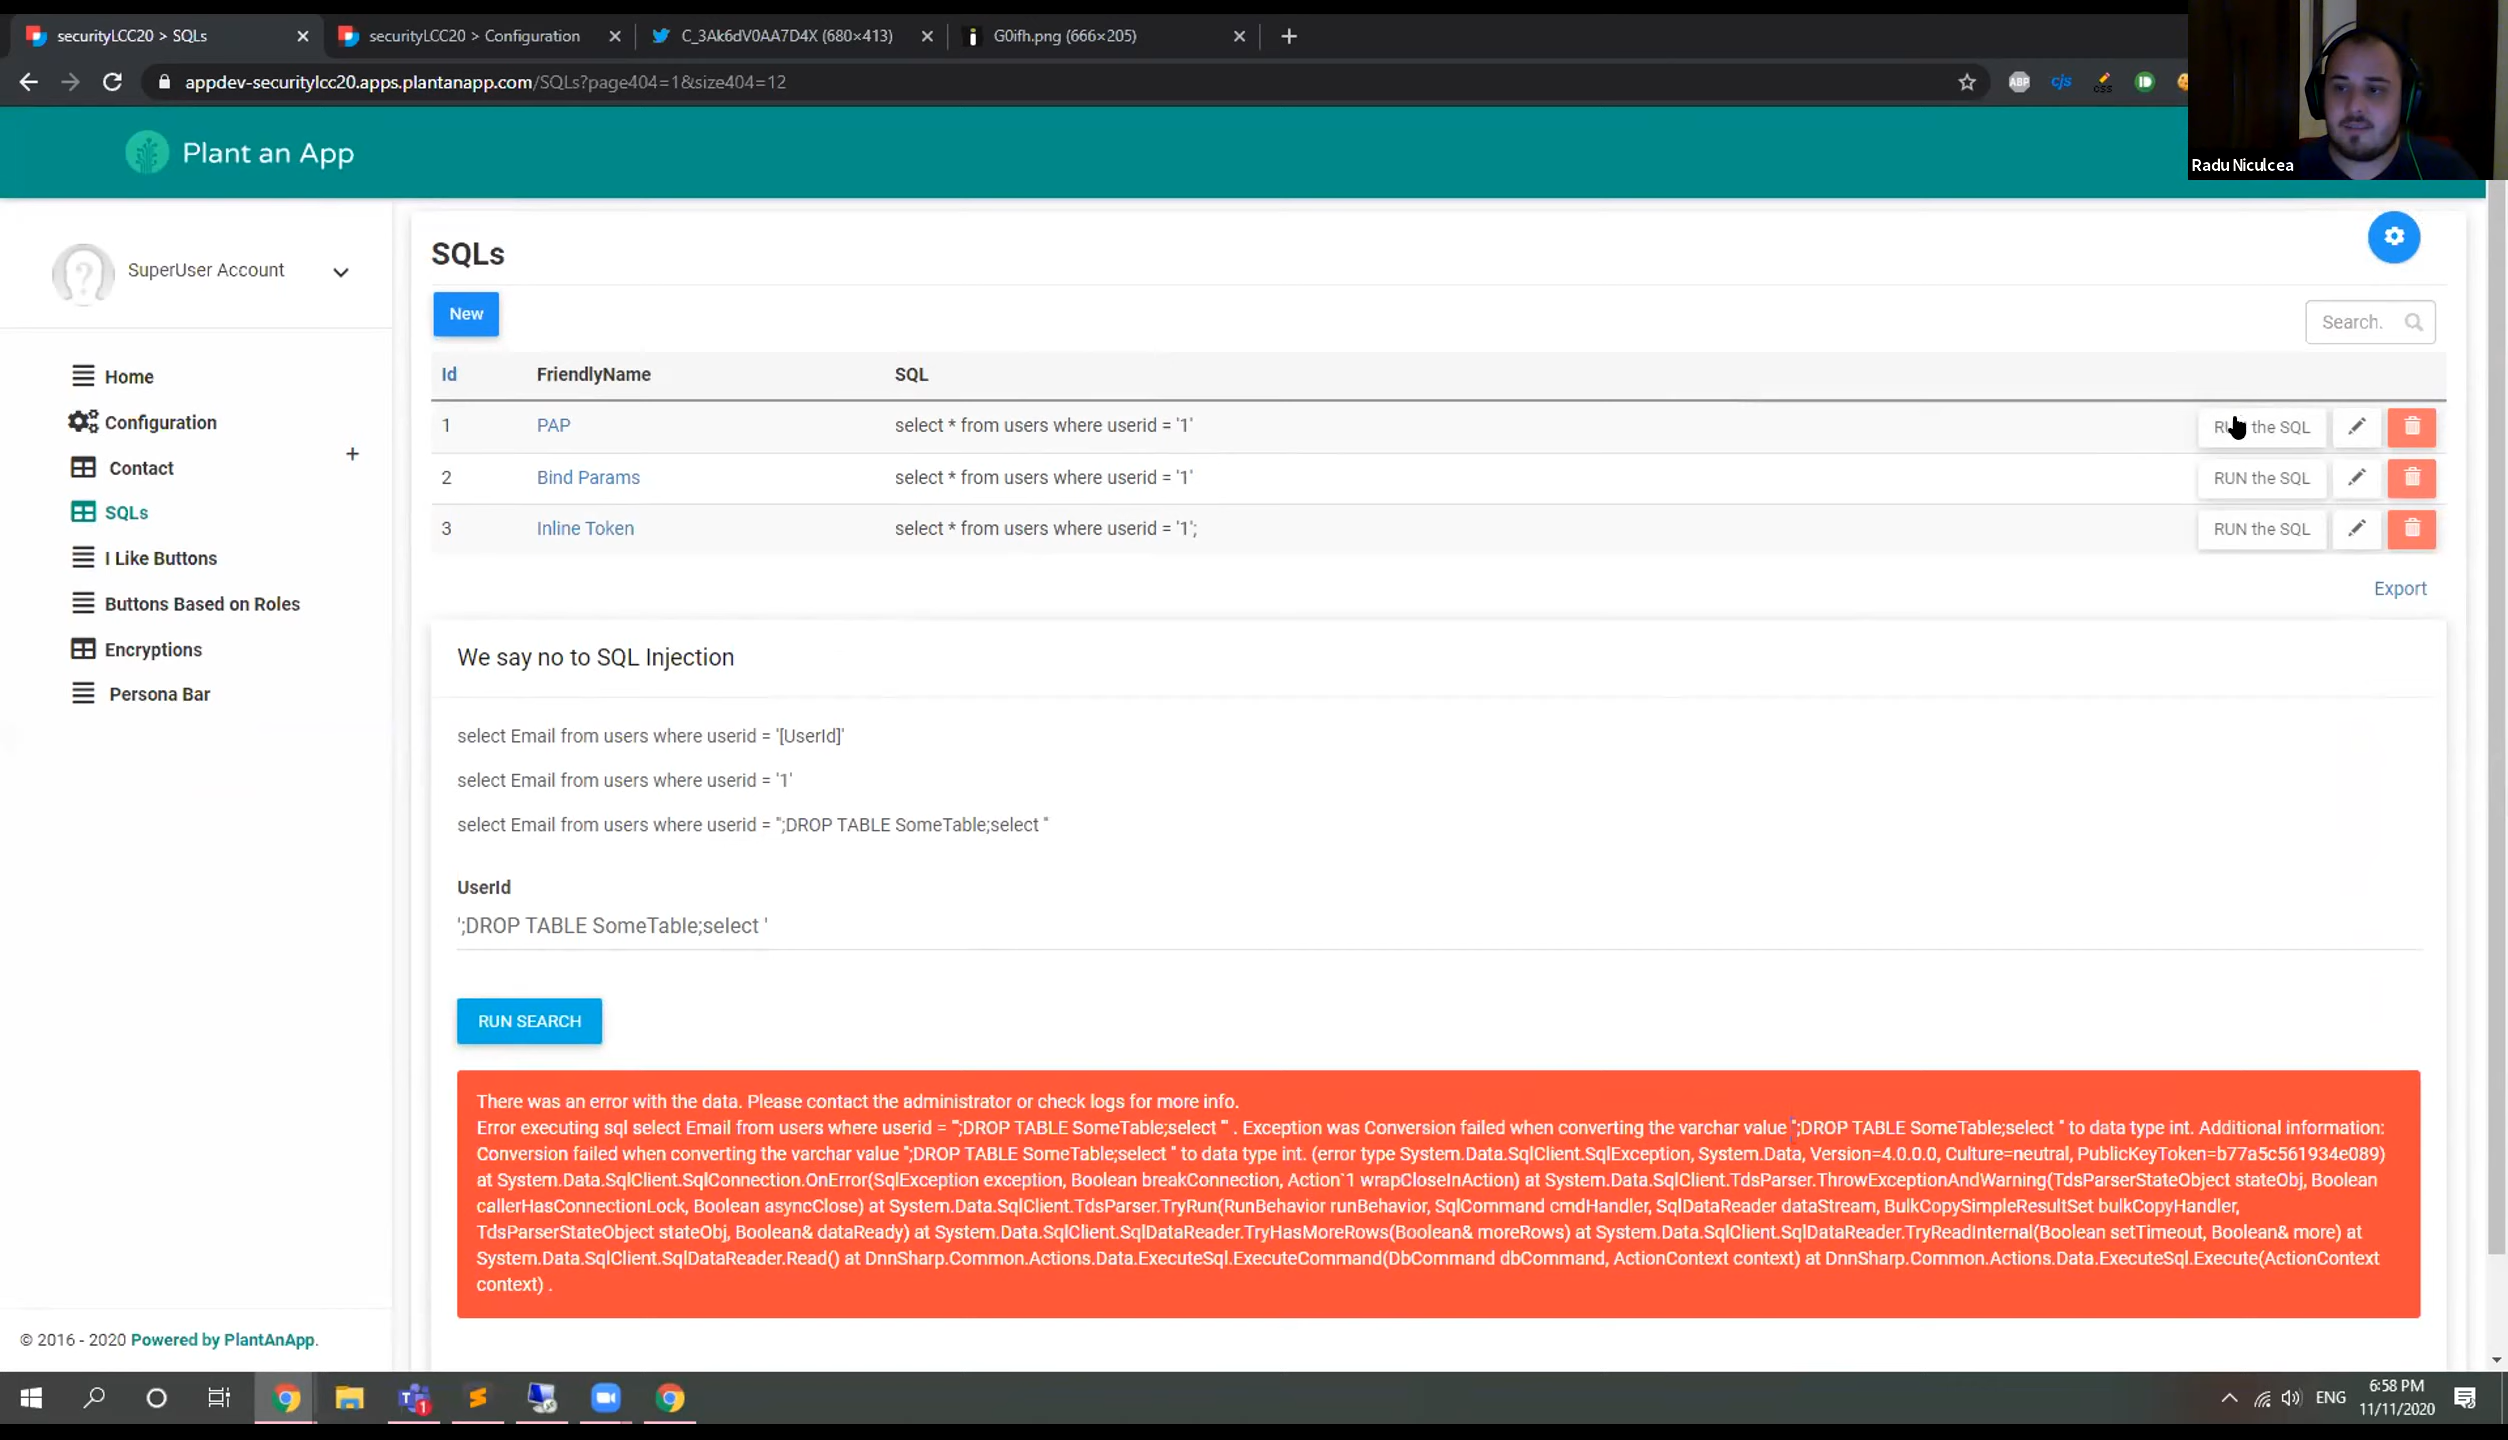 securityLCC20 > SQLs
securityLCC20 > Configuration
C_3Ak6dV0AA7D4X (680×413)
G0ifh.png (666×205)
appdev-securitylcc20.apps.plantanapp.com/SQLs?page404=1&size404=12
ABP
cjs
css
Radu Niculcea
Plant an App
SuperUser Account
Home
Configuration
Contact
SQLs
I Like Buttons
Buttons Based on Roles
Encryptions
Persona Bar
© 2016 - 2020 Powered by PlantAnApp.
SQLs
New
Search.
Id FriendlyName SQL
1 PAP select * from users where userid = '1' the SQL
2 Bind Params select * from users where userid = '1' RUN the SQL
3 Inline Token select * from users where userid = '1'; RUN the SQL
Export
We say no to SQL Injection
select Email from users where userid = '[UserId]'
select Email from users where userid = '1'
select Email from users where userid = '';DROP TABLE SomeTable;select ''
UserId
';DROP TABLE SomeTable;select '
RUN SEARCH
There was an error with the data. Please contact the administrator or check logs for more info.
Error executing sql select Email from users where userid = ''';DROP TABLE SomeTable;select ''' . Exception was Conversion failed when converting the varchar value '';DROP TABLE SomeTable;select '' to data type int. Additional information:
Conversion failed when converting the varchar value '';DROP TABLE SomeTable;select '' to data type int. (error type System.Data.SqlClient.SqlException, System.Data, Version=4.0.0.0, Culture=neutral, PublicKeyToken=b77a5c561934e089)
at System.Data.SqlClient.SqlConnection.OnError(SqlException exception, Boolean breakConnection, Action`1 wrapCloseInAction) at System.Data.SqlClient.TdsParser.ThrowExceptionAndWarning(TdsParserStateObject stateObj, Boolean
callerHasConnectionLock, Boolean asyncClose) at System.Data.SqlClient.TdsParser.TryRun(RunBehavior runBehavior, SqlCommand cmdHandler, SqlDataReader dataStream, BulkCopySimpleResultSet bulkCopyHandler,
TdsParserStateObject stateObj, Boolean& dataReady) at System.Data.SqlClient.SqlDataReader.TryHasMoreRows(Boolean& moreRows) at System.Data.SqlClient.SqlDataReader.TryReadInternal(Boolean setTimeout, Boolean& more) at
System.Data.SqlClient.SqlDataReader.Read() at DnnSharp.Common.Actions.Data.ExecuteSql.ExecuteCommand(DbCommand dbCommand, ActionContext context) at DnnSharp.Common.Actions.Data.ExecuteSql.Execute(ActionContext
context) .
ENG
6:58 PM
11/11/2020